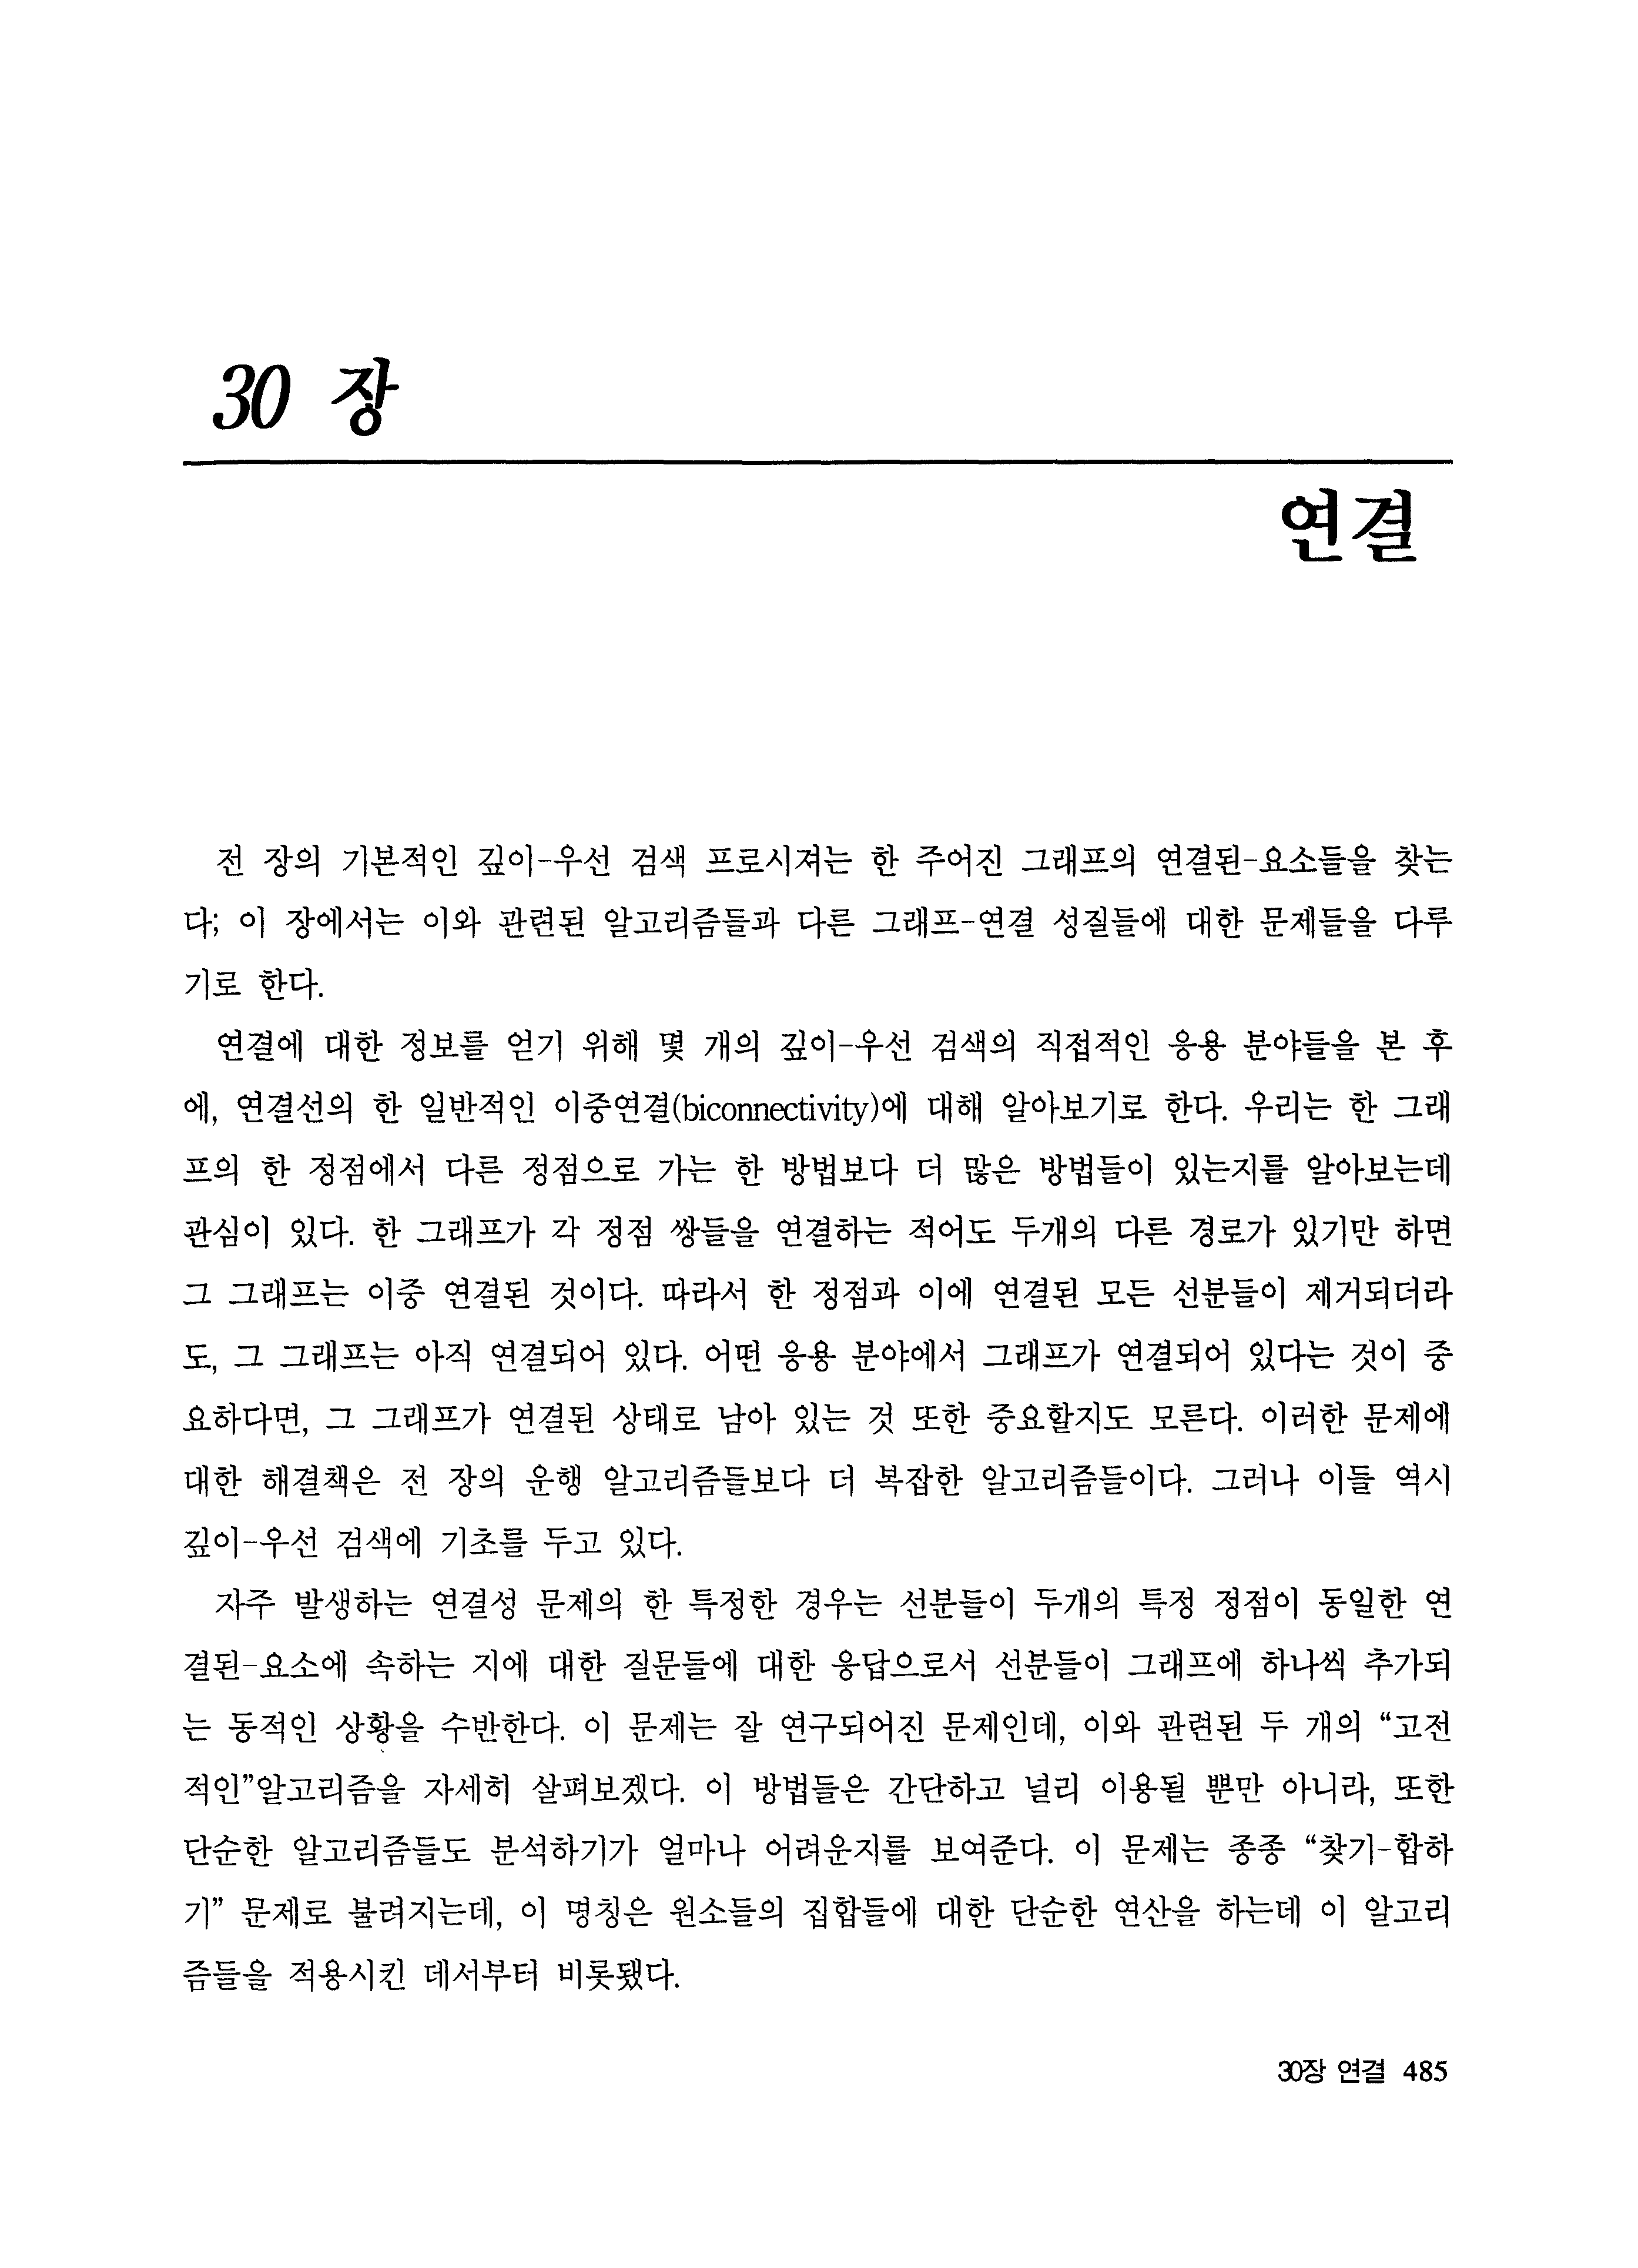 30 장
연결
전 장의 기본적인 깊이-우선 검색 프로시져는 한 주어진 그래프의 연결된-요소들을 찾는
다; 이 장에서는 이와 관련된 알고리즘들과 다른 그래프-연결 성질들에 대한 문제들을 다루
기로 한다.
연결에 대한 정보를 얻기 위해 몇 개의 깊이-우선 검색의 직접적인 응용 분야들을 본 후
에, 연결선의 한 일반적인 이중연결(biconnectivity)에 대해 알아보기로 한다. 우리는 한 그래
프의 한 정점에서 다른 정점으로 가는 한 방법보다 더 많은 방법들이 있는지를 알아보는데
관심이 있다. 한 그래프가 각 정점 쌍들을 연결하는 적어도 두개의 다른 경로가 있기만 하면
그 그래프는 이중 연결된 것이다. 따라서 한 정점과 이에 연결된 모든 선분들이 제거되더라
도, 그 그래프는 아직 연결되어 있다. 어떤 응용 분야에서 그래프가 연결되어 있다는 것이 중
요하다면, 그 그래프가 연결된 상태로 남아 있는 것 또한 중요할지도 모른다. 이러한 문제에
대한 해결책은 전 장의 운행 알고리즘들보다 더 복잡한 알고리즘들이다. 그러나 이들 역시
깊이-우선 검색에 기초를 두고 있다.
자주 발생하는 연결성 문제의 한 특정한 경우는 선분들이 두개의 특정 정점이 동일한 연
결된-요소에 속하는 지에 대한 질문들에 대한 응답으로서 선분들이 그래프에 하나씩 추가되
는 동적인 상황을 수반한다. 이 문제는 잘 연구되어진 문제인데, 이와 관련된 두 개의 “고전
적인”알고리즘을 자세히 살펴보겠다. 이 방법들은 간단하고 널리 이용될 뿐만 아니라, 또한
단순한 알고리즘들도 분석하기가 얼마나 어려운지를 보여준다. 이 문제는 종종 “찾기-합하
기” 문제로 불려지는데, 이 명칭은 원소들의 집합들에 대한 단순한 연산을 하는데 이 알고리
즘들을 적용시킨 데서부터 비롯됐다.
30장 연결 485